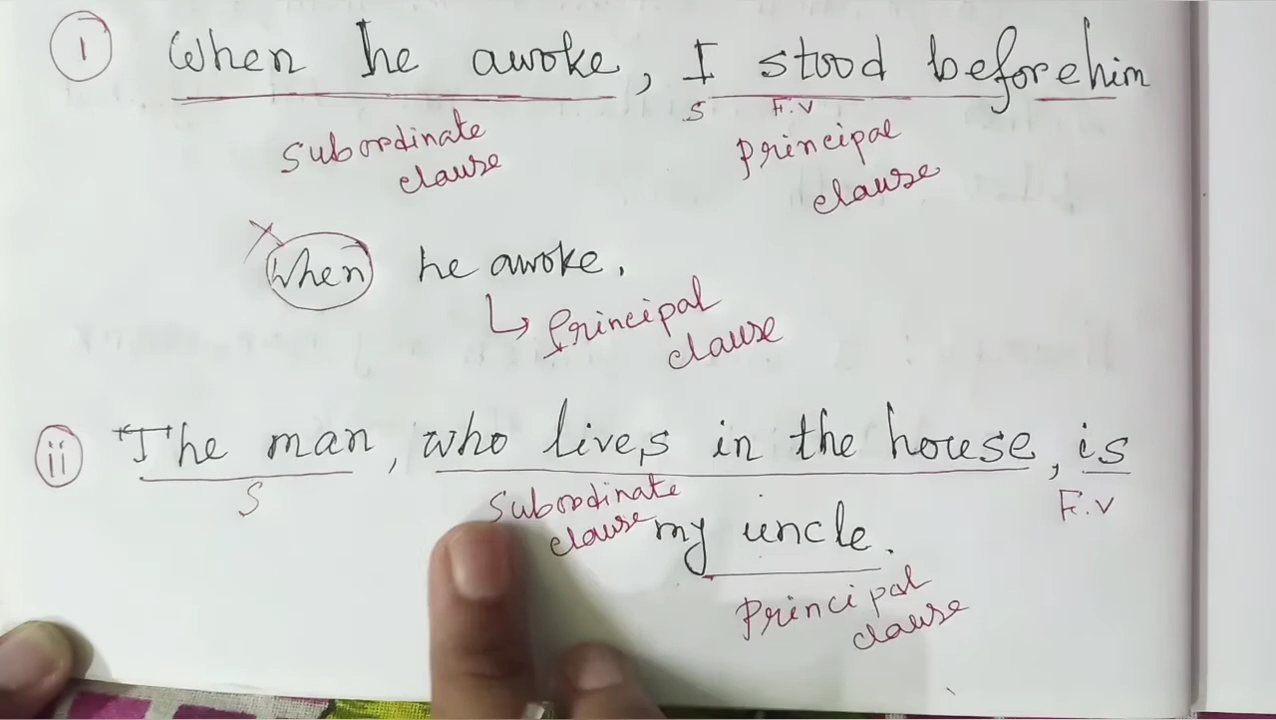 i When he awoke, I stood before him
S F.V
Subordinate clause
Principal clause
When he awoke.
Principal clause
ii The man, who lives in the house, is
S F.V
Subordinate clause
my uncle.
Principal clause